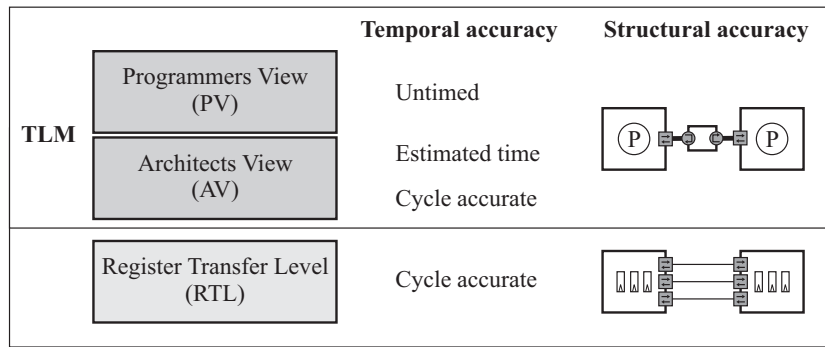 Temporal accuracy Structural accuracy
Programmers View
(PV)
Untimed
TLM
P P
Architects View
(AV)
Estimated time
Cycle accurate
Register Transfer Level
(RTL)
Cycle accurate